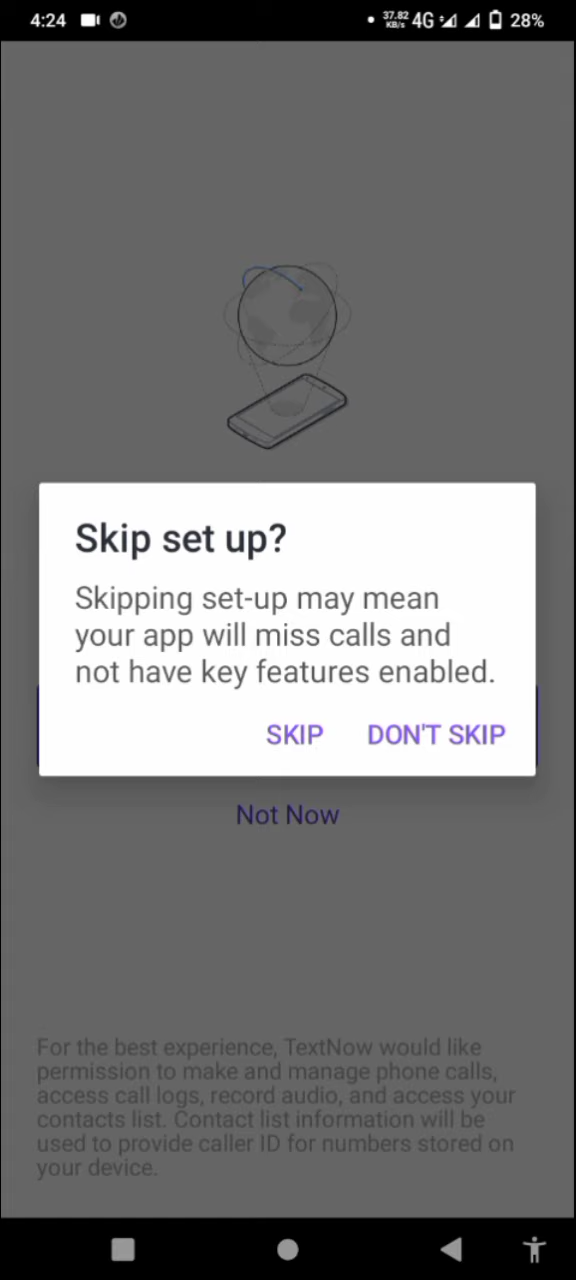 4:24 37.82 KB/s 4G 28%
Skip set up?
Skipping set-up may mean
your app will miss calls and
not have key features enabled.
SKIP DON'T SKIP
Not Now
For the best experience, TextNow would like
permission to make and manage phone calls,
access call logs, record audio, and access your
contacts list. Contact list information will be
used to provide caller ID for numbers stored on
your device.